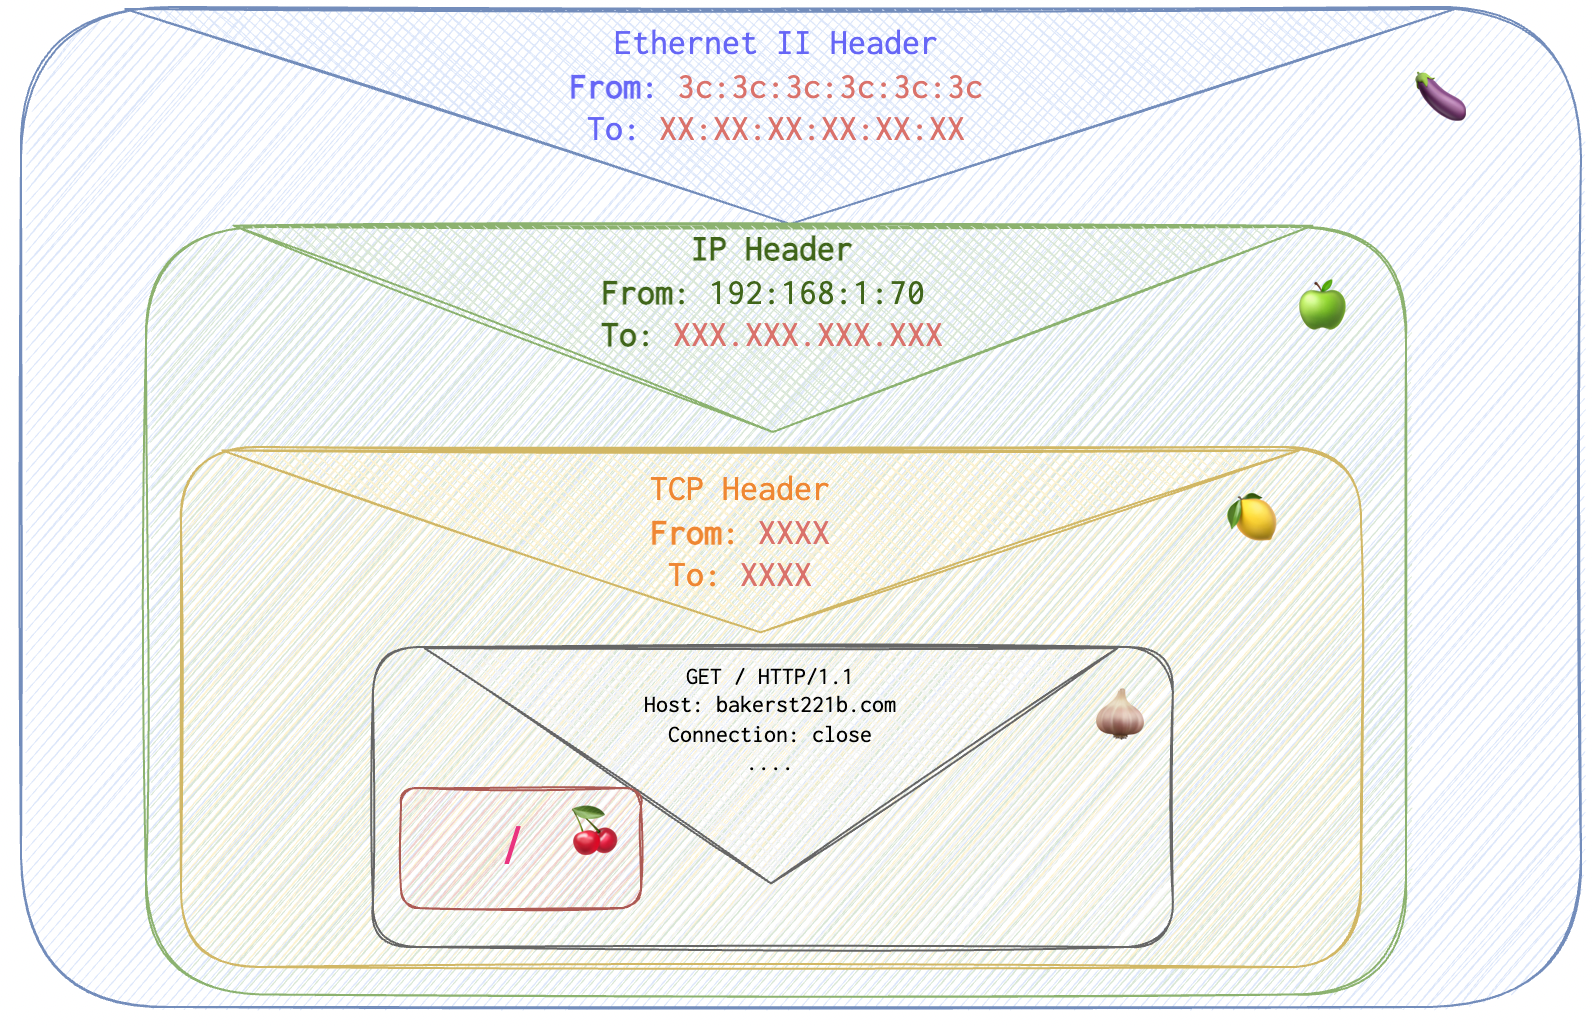 Ethernet II Header
From: 3c:3c:3c:3c:3c:3c
To: XX:XX:XX:XX:XX:XX
IP Header
From: 192:168:1:70
To: XXX.XXX.XXX.XXX
TCP Header
From: XXXX
To: XXXX
GET / HTTP/1.1
Host: bakerst221b.com
Connection: close
....
/